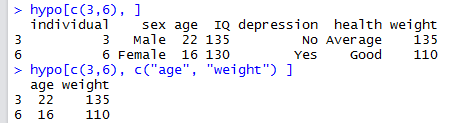 > hypo[c(3,6), ]
  individual    sex age  IQ depression  health weight
3          3   Male  22 135         No Average    135
6          6 Female  16 130        Yes    Good    110
> hypo[c(3,6), c("age", "weight") ]
  age weight
3  22    135
6  16    110